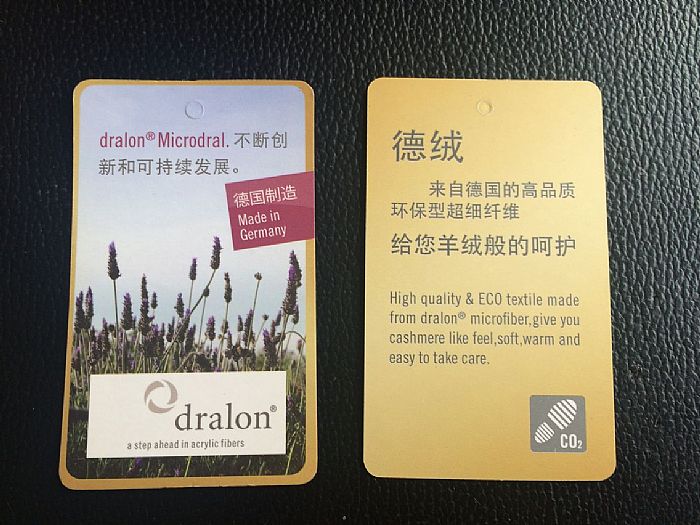 dralon® Microdral. 不断创
新和可持续发展。
德国制造
Made in
Germany
dralon®
a step ahead in acrylic fibers
德绒
来自德国的高品质
环保型超细纤维
给您羊绒般的呵护
High quality & ECO textile made
from dralon® microfiber,give you
cashmere like feel,soft,warm and
easy to take care.
CO₂